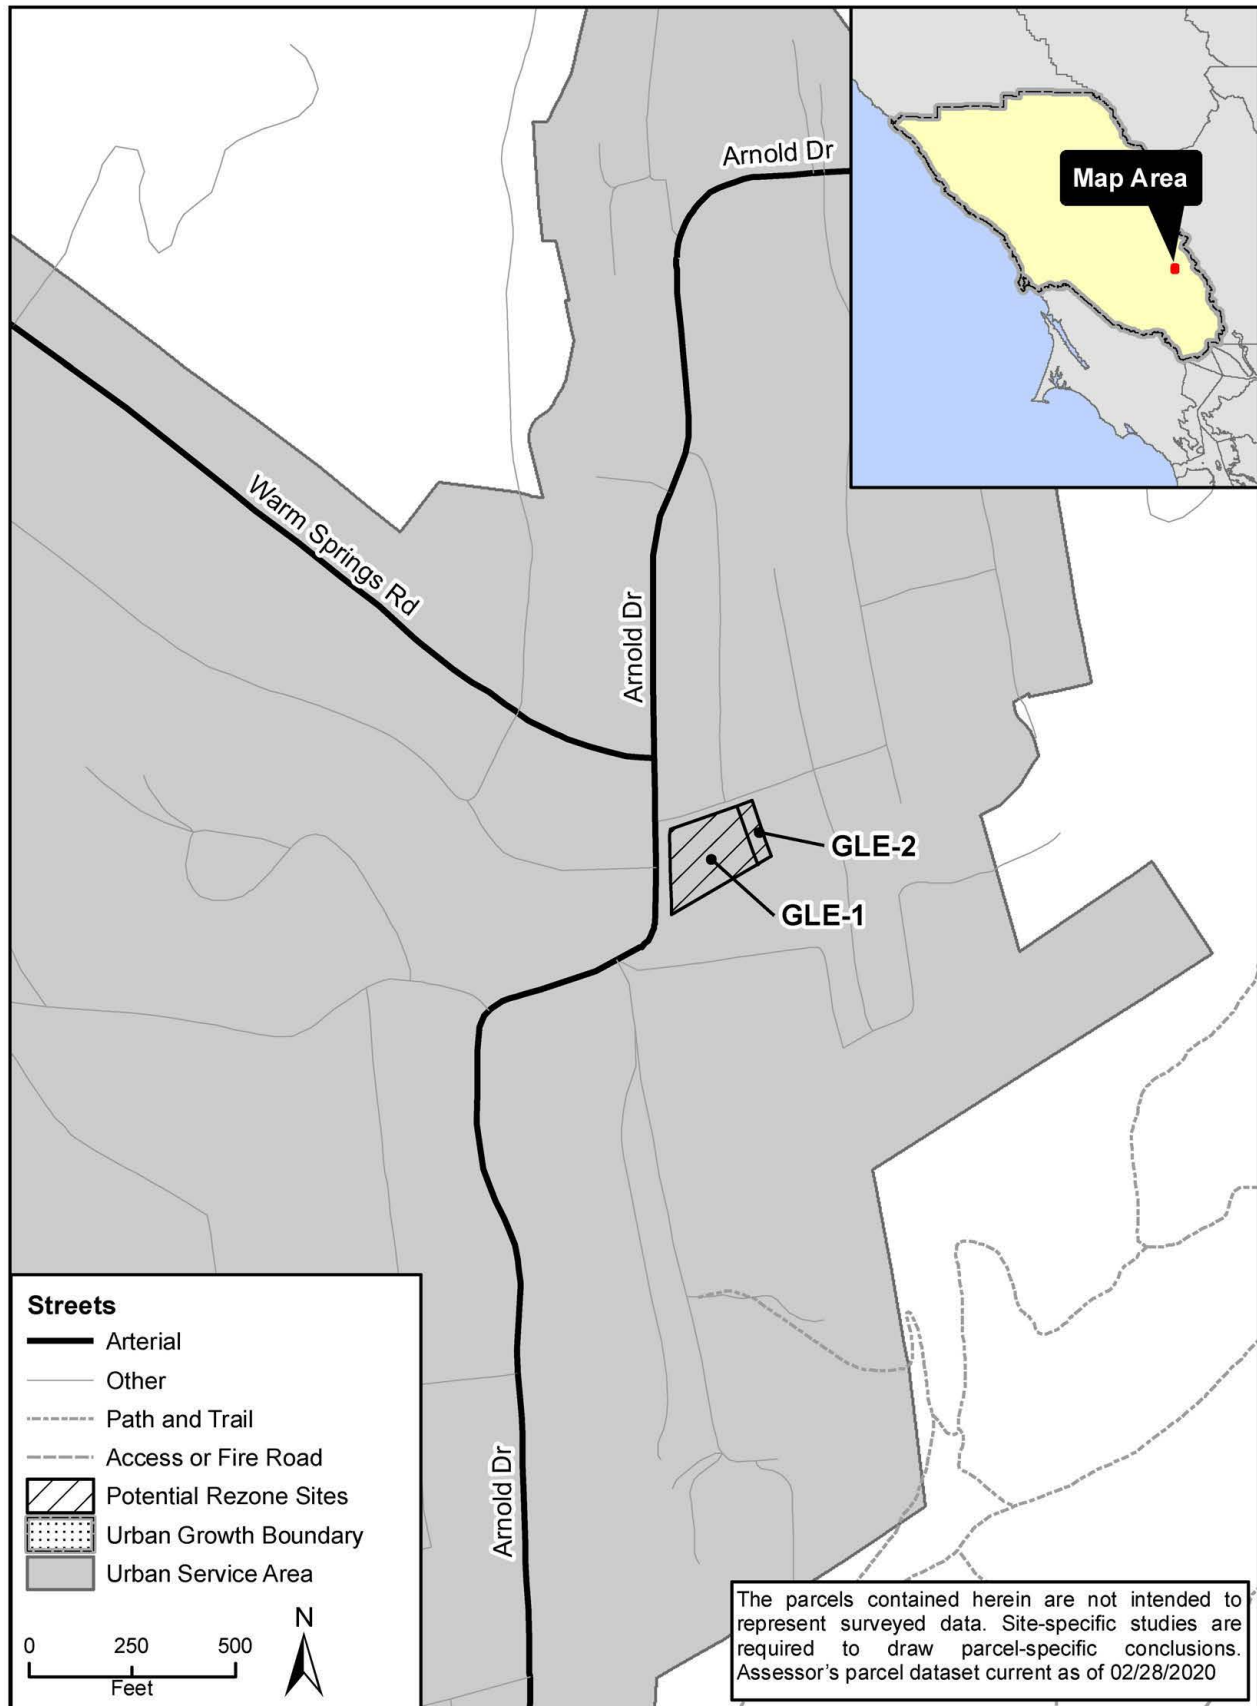 Arnold Dr
Map Area
Warm Springs Rd
Arnold Dr
GLE-2
GLE-1
Streets
Arterial
Other
Path and Trail
Access or Fire Road
Potential Rezone Sites
Urban Growth Boundary
Urban Service Area
N
0 250 500
Feet
Arnold Dr
The parcels contained herein are not intended to
represent surveyed data. Site-specific studies are
required to draw parcel-specific conclusions.
Assessor's parcel dataset current as of 02/28/2020